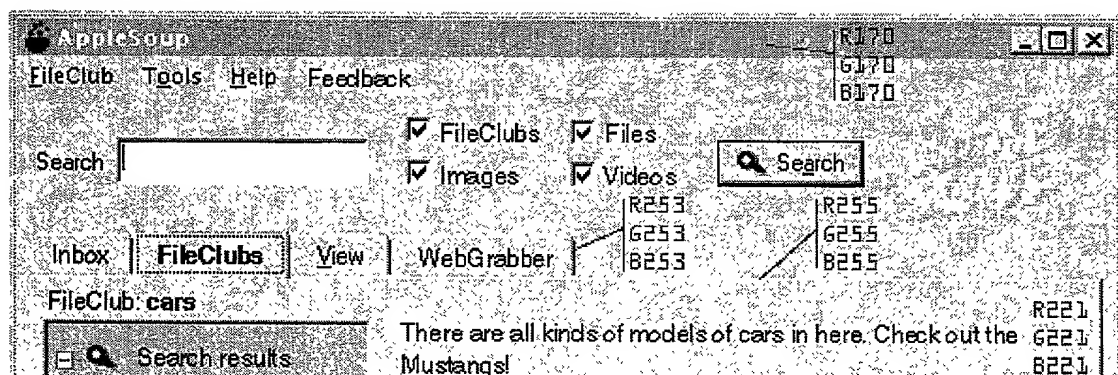 AppleSoup
R170
G170
B170
FileClub Tools Help Feedback
Search
FileClubs Files
Images Videos
Search
R253
G253
B253
R255
G255
B255
Inbox FileClubs View WebGrabber
FileClub: cars
R221
G221
B221
Search results
There are all kinds of models of cars in here. Check out the
Mustangs!